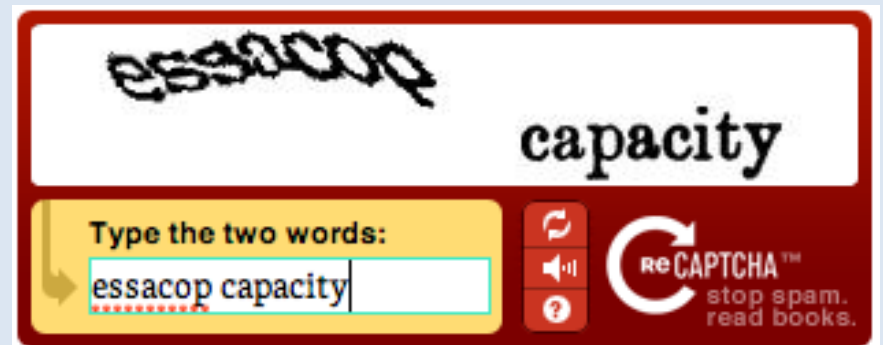 essacop
capacity
Type the two words:
essacop capacity
ReCAPTCHA™
stop spam.
read books.
?